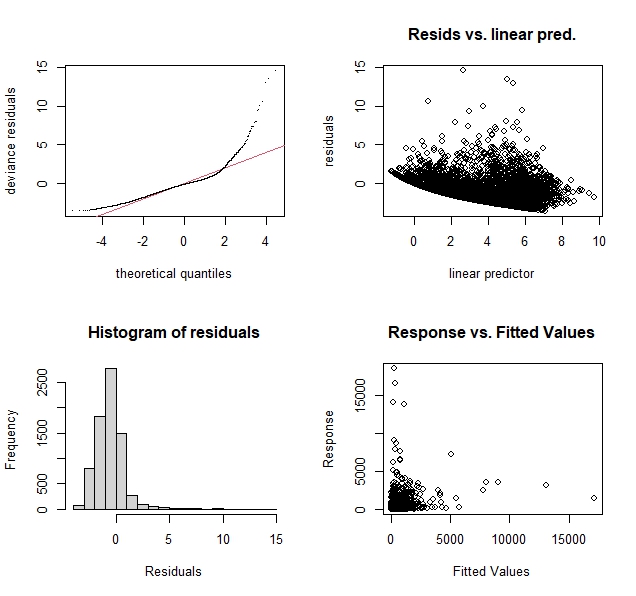 15
10
5
0
deviance residuals
-4 -2 0 2 4
theoretical quantiles
Resids vs. linear pred.
15
10
5
0
residuals
0 2 4 6 8 10
linear predictor
Histogram of residuals
2500
1500
500
0
Frequency
0 5 10 15
Residuals
Response vs. Fitted Values
15000
5000
0
Response
0 5000 10000 15000
Fitted Values